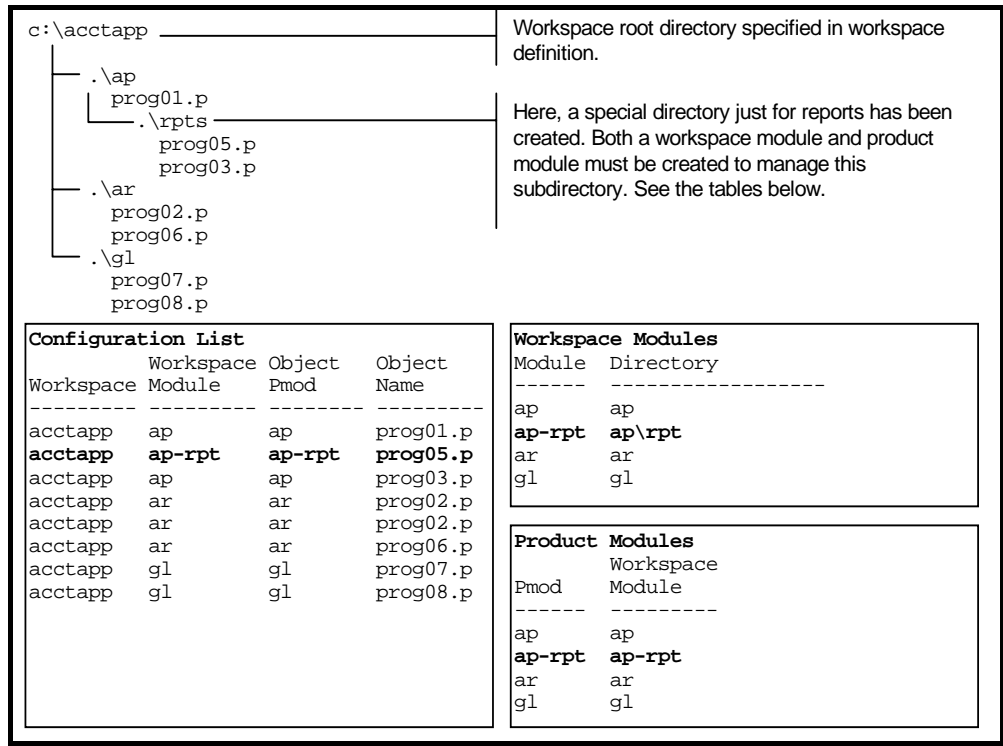 c:\acctapp
Workspace root directory specified in workspace
definition.
.\ap
prog01.p
.\rpts
prog05.p
prog03.p
.\ar
prog02.p
prog06.p
.\gl
prog07.p
prog08.p
Here, a special directory just for reports has been
created. Both a workspace module and product
module must be created to manage this
subdirectory. See the tables below.
Configuration List
Workspace Object Object
Workspace Module Pmod Name
--------- --------- -------- ---------
acctapp ap ap prog01.p
acctapp ap-rpt ap-rpt prog05.p
acctapp ap ap prog03.p
acctapp ar ar prog02.p
acctapp ar ar prog02.p
acctapp ar ar prog06.p
acctapp gl gl prog07.p
acctapp gl gl prog08.p
Workspace Modules
Module Directory
------ ------------------
ap ap
ap-rpt ap\rpt
ar ar
gl gl
Product Modules
Workspace
Pmod Module
------ ---------
ap ap
ap-rpt ap-rpt
ar ar
gl gl